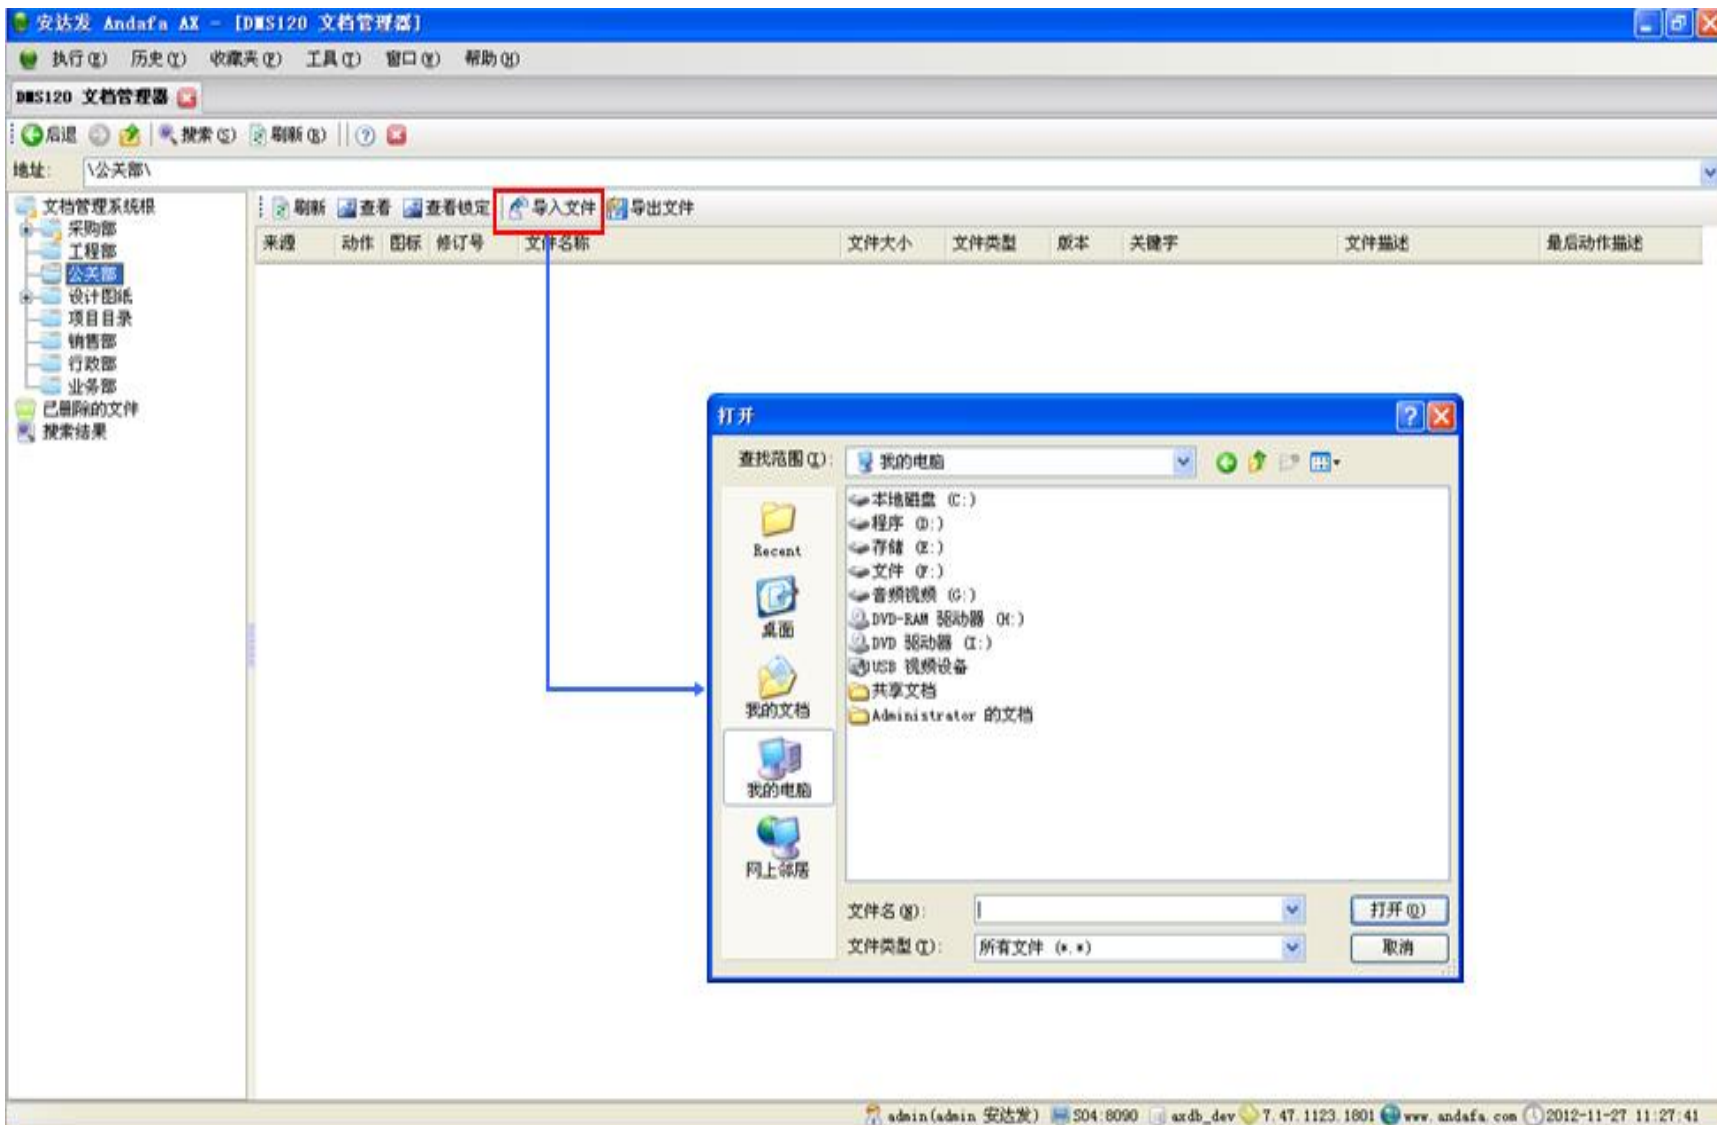 安达发 Andafa AX - [DMS120 文档管理器]
执行(E) 历史(Y) 收藏夹(F) 工具(T) 窗口(W) 帮助(H)
DMS120 文档管理器
后退 搜索(S) 刷新(R)
地址: \公关部\
文档管理系统根
采购部
工程部
公关部
设计图纸
项目目录
销售部
行政部
业务部
已删除的文件
搜索结果
刷新 查看 查看锁定 导入文件 导出文件
来源 动作 图标 修订号 文件名称 文件大小 文件类型 版本 关键字 文件描述 最后动作描述
打开
查找范围(I): 我的电脑
Recent
桌面
我的文档
我的电脑
网上邻居
本地磁盘 (C:)
程序 (D:)
存储 (E:)
文件 (F:)
音频视频 (G:)
DVD-RAM 驱动器 (H:)
DVD 驱动器 (I:)
USB 视频设备
共享文档
Administrator 的文档
文件名(N): 打开(O)
文件类型(T): 所有文件 (*.*) 取消
admin(admin 安达发) S04:8090 axdb_dev 7.47.1123.1801 www.andafa.com 2012-11-27 11:27:41